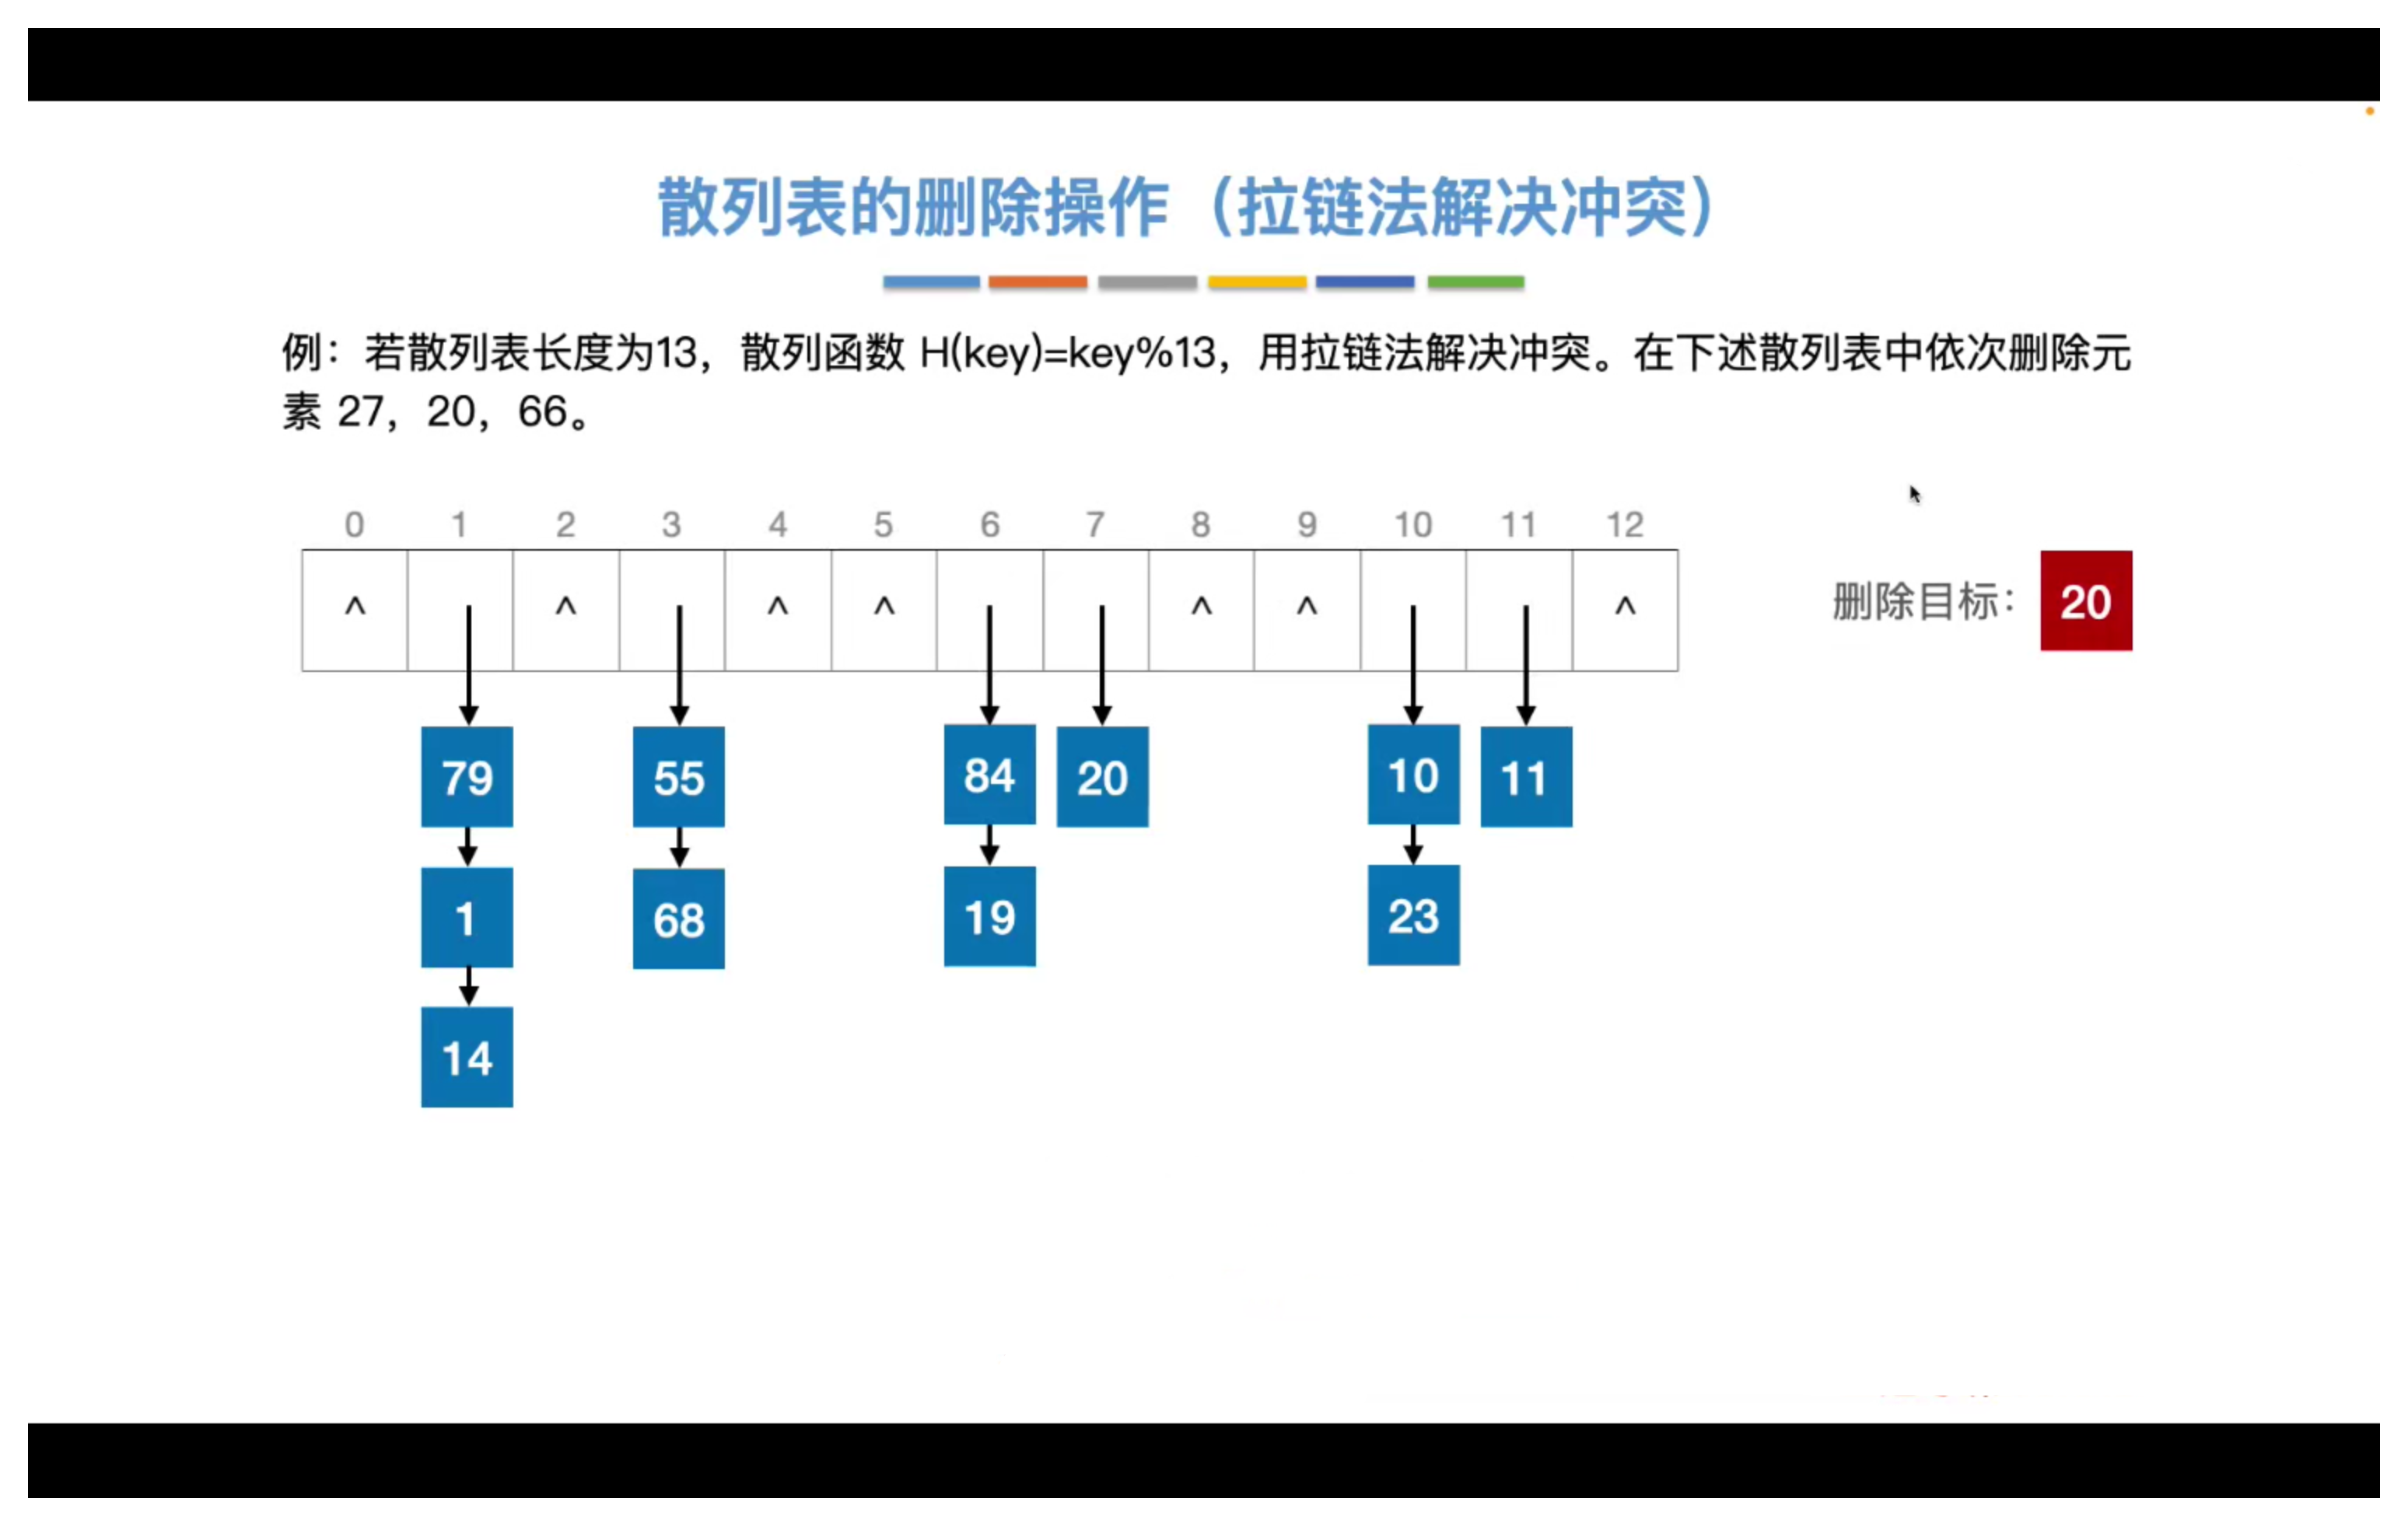 散列表的删除操作（拉链法解决冲突）
例：若散列表长度为13，散列函数 H(key)=key%13，用拉链法解决冲突。在下述散列表中依次删除元
素 27，20，66。
0 1 2 3 4 5 6 7 8 9 10 11 12
^ ^ ^ ^ ^ ^ ^
删除目标： 20
79 55 84 20 10 11
1 68 19 23
14